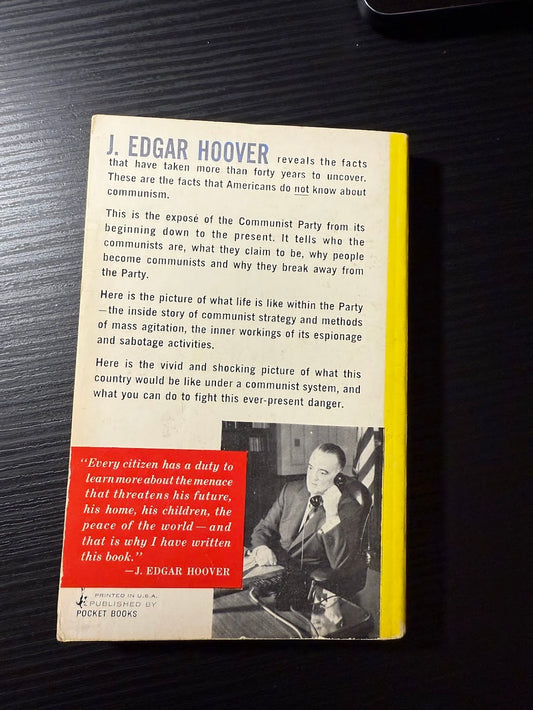 J. EDGAR HOOVER reveals the facts
that have taken more than forty years to uncover.
These are the facts that Americans do not know about
communism.
This is the exposé of the Communist Party from its
beginning down to the present. It tells who the
communists are, what they claim to be, why people
become communists and why they break away from
the Party.
Here is the picture of what life is like within the Party
—the inside story of communist strategy and methods
of mass agitation, the inner workings of its espionage
and sabotage activities.
Here is the vivid and shocking picture of what this
country would be like under a communist system, and
what you can do to fight this ever-present danger.
“Every citizen has a duty to
learn more about the menace
that threatens his future,
his home, his children, the
peace of the world — and
that is why I have written
this book.”
—J. EDGAR HOOVER
PRINTED IN U.S.A.
PUBLISHED BY
POCKET BOOKS